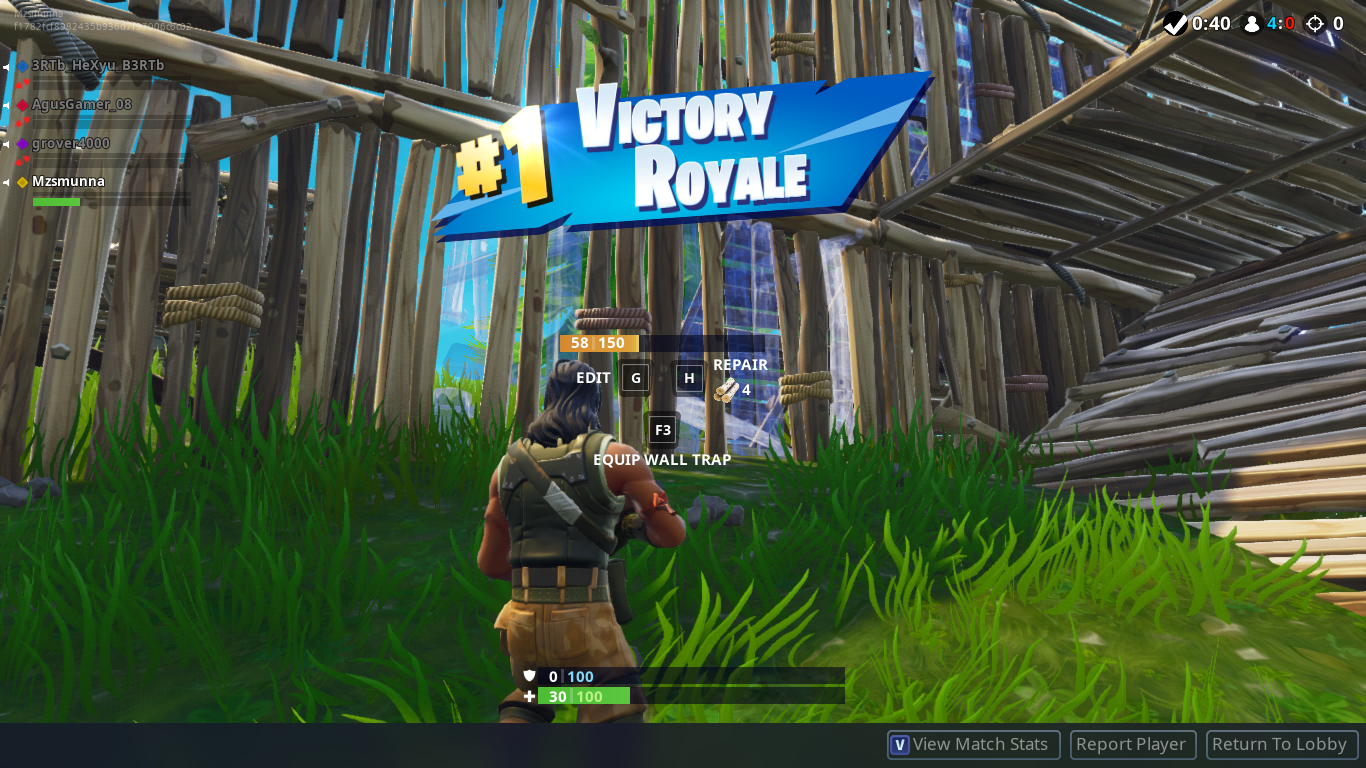 Mzsmunna
0:40 4:0 0
3RTb_HeXyu_B3RTb
AgusGamer_08
grover4000
Mzsmunna
#1 VICTORY
ROYALE
58 150
EDIT G H REPAIR
4
F3
EQUIP WALL TRAP
0 100
30 100
V View Match Stats Report Player Return To Lobby